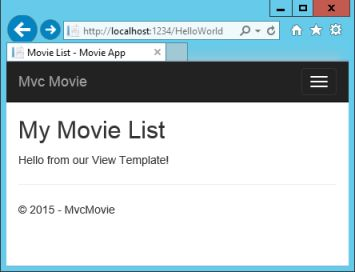 http://localhost:1234/HelloWorld
Movie List - Movie App
Mvc Movie
My Movie List
Hello from our View Template!
© 2015 - MvcMovie